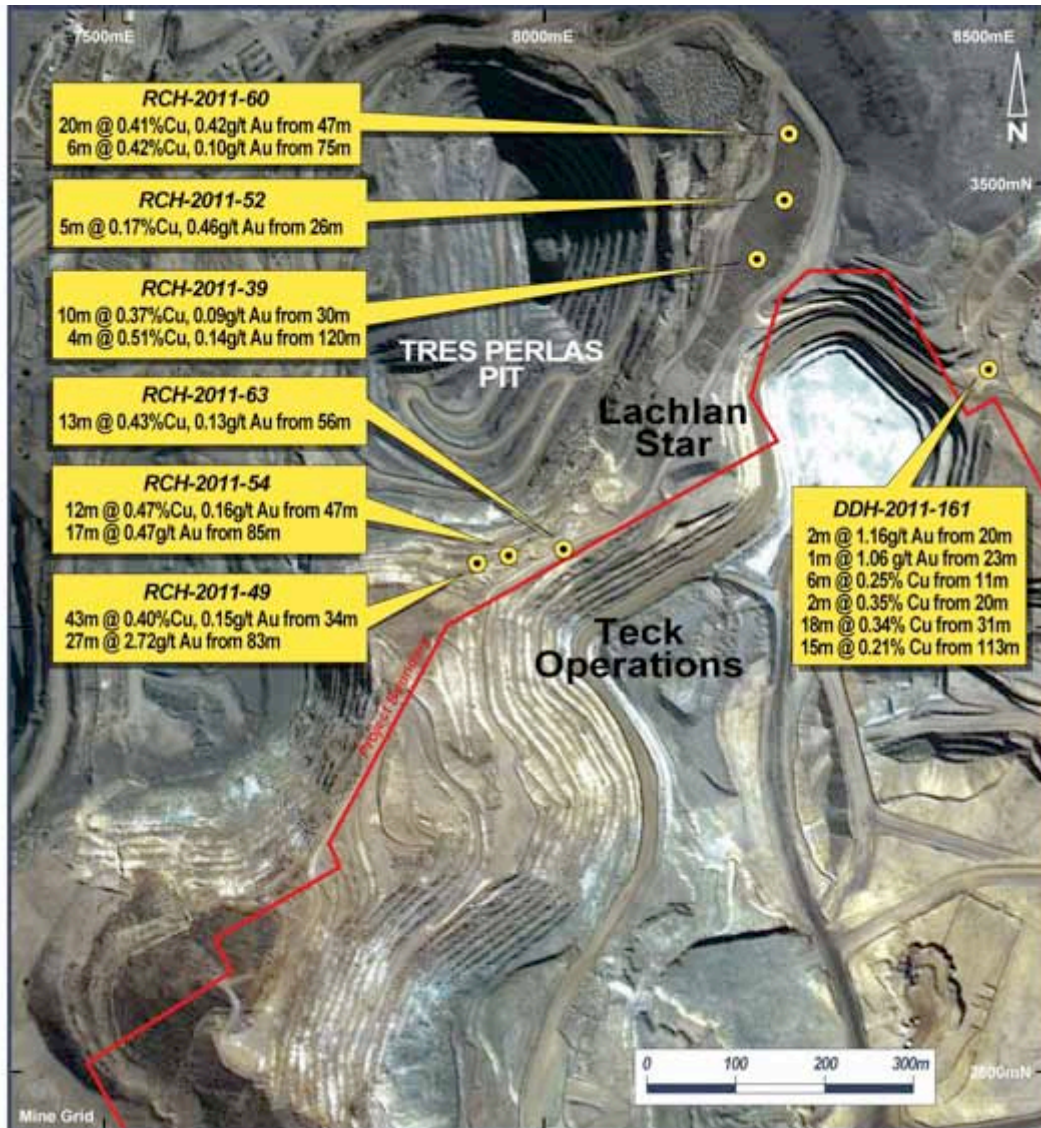 7500mE
8000mE
8500mE
N
RCH-2011-60
20m @ 0.41%Cu, 0.42g/t Au from 47m
6m @ 0.42%Cu, 0.10g/t Au from 75m
3500mN
RCH-2011-52
5m @ 0.17%Cu, 0.46g/t Au from 26m
RCH-2011-39
10m @ 0.37%Cu, 0.09g/t Au from 30m
4m @ 0.51%Cu, 0.14g/t Au from 120m
TRES PERLAS
PIT
RCH-2011-63
13m @ 0.43%Cu, 0.13g/t Au from 56m
Lachlan
Star
RCH-2011-54
12m @ 0.47%Cu, 0.16g/t Au from 47m
17m @ 0.47g/t Au from 85m
DDH-2011-161
2m @ 1.16g/t Au from 20m
1m @ 1.06 g/t Au from 23m
6m @ 0.25% Cu from 11m
2m @ 0.35% Cu from 20m
18m @ 0.34% Cu from 31m
15m @ 0.21% Cu from 113m
RCH-2011-49
43m @ 0.40%Cu, 0.15g/t Au from 34m
27m @ 2.72g/t Au from 83m
Teck
Operations
Project Boundary
0 100 200 300m
Mine Grid